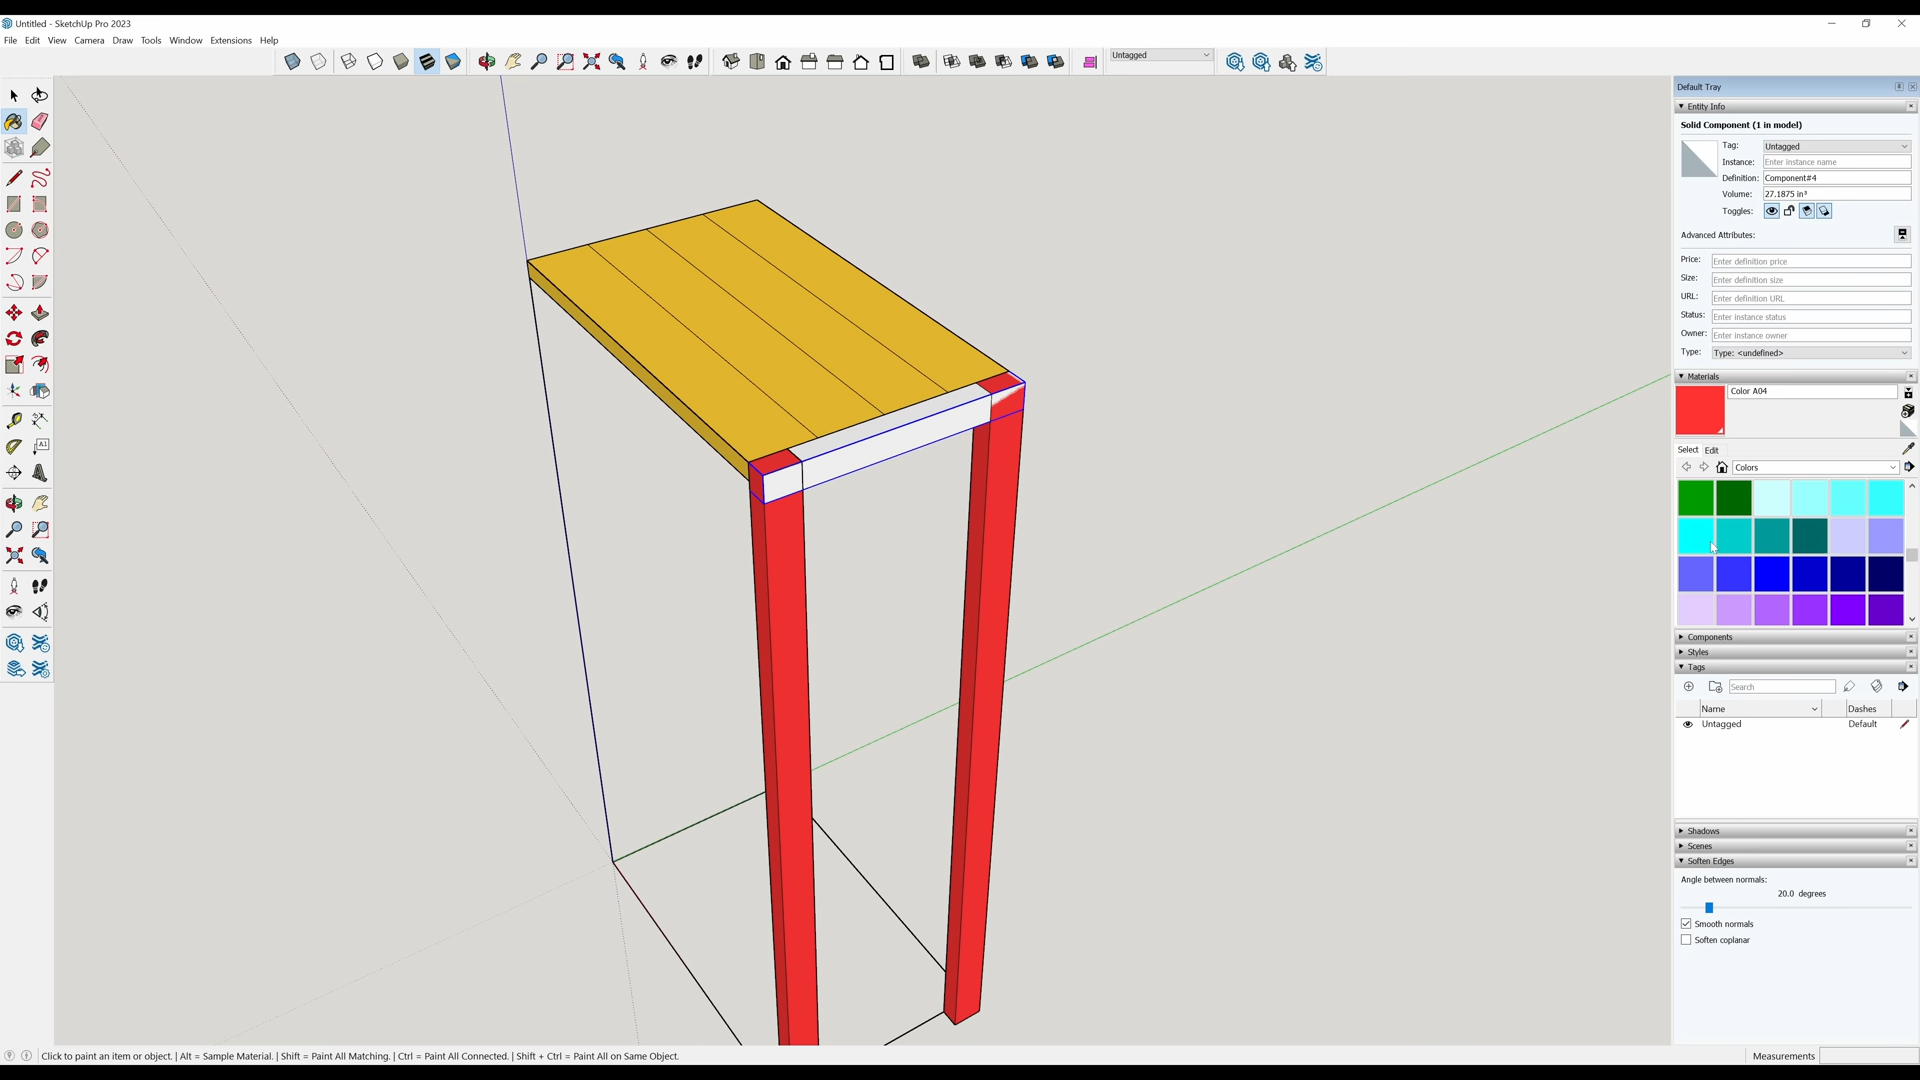 Untitled - SketchUp Pro 2023
File Edit View Camera Draw Tools Window Extensions Help
Untagged
Default Tray
Entity Info
Solid Component (1 in model)
Tag: Untagged
Instance: Enter instance name
Definition: Component#4
Volume: 27.1875 in³
Toggles:
Advanced Attributes:
Price: Enter definition price
Size: Enter definition size
URL: Enter definition URL
Status: Enter instance status
Owner: Enter instance owner
Type: Type: <undefined>
Materials
Color A04
Select Edit
Colors
A1
Components
Styles
Tags
Search
Name Dashes
Untagged Default
Shadows
Scenes
Soften Edges
Angle between normals:
20.0 degrees
Smooth normals
Soften coplanar
Click to paint an item or object. | Alt = Sample Material. | Shift = Paint All Matching. | Ctrl = Paint All Connected. | Shift + Ctrl = Paint All on Same Object.
Measurements